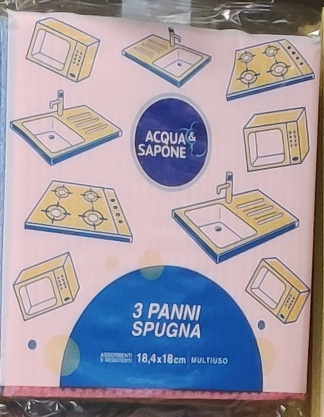 ACQUA &
SAPONE
3 PANNI
SPUGNA
ASSORBENTI
E RESISTENTI
18,4x18cm MULTIUSO